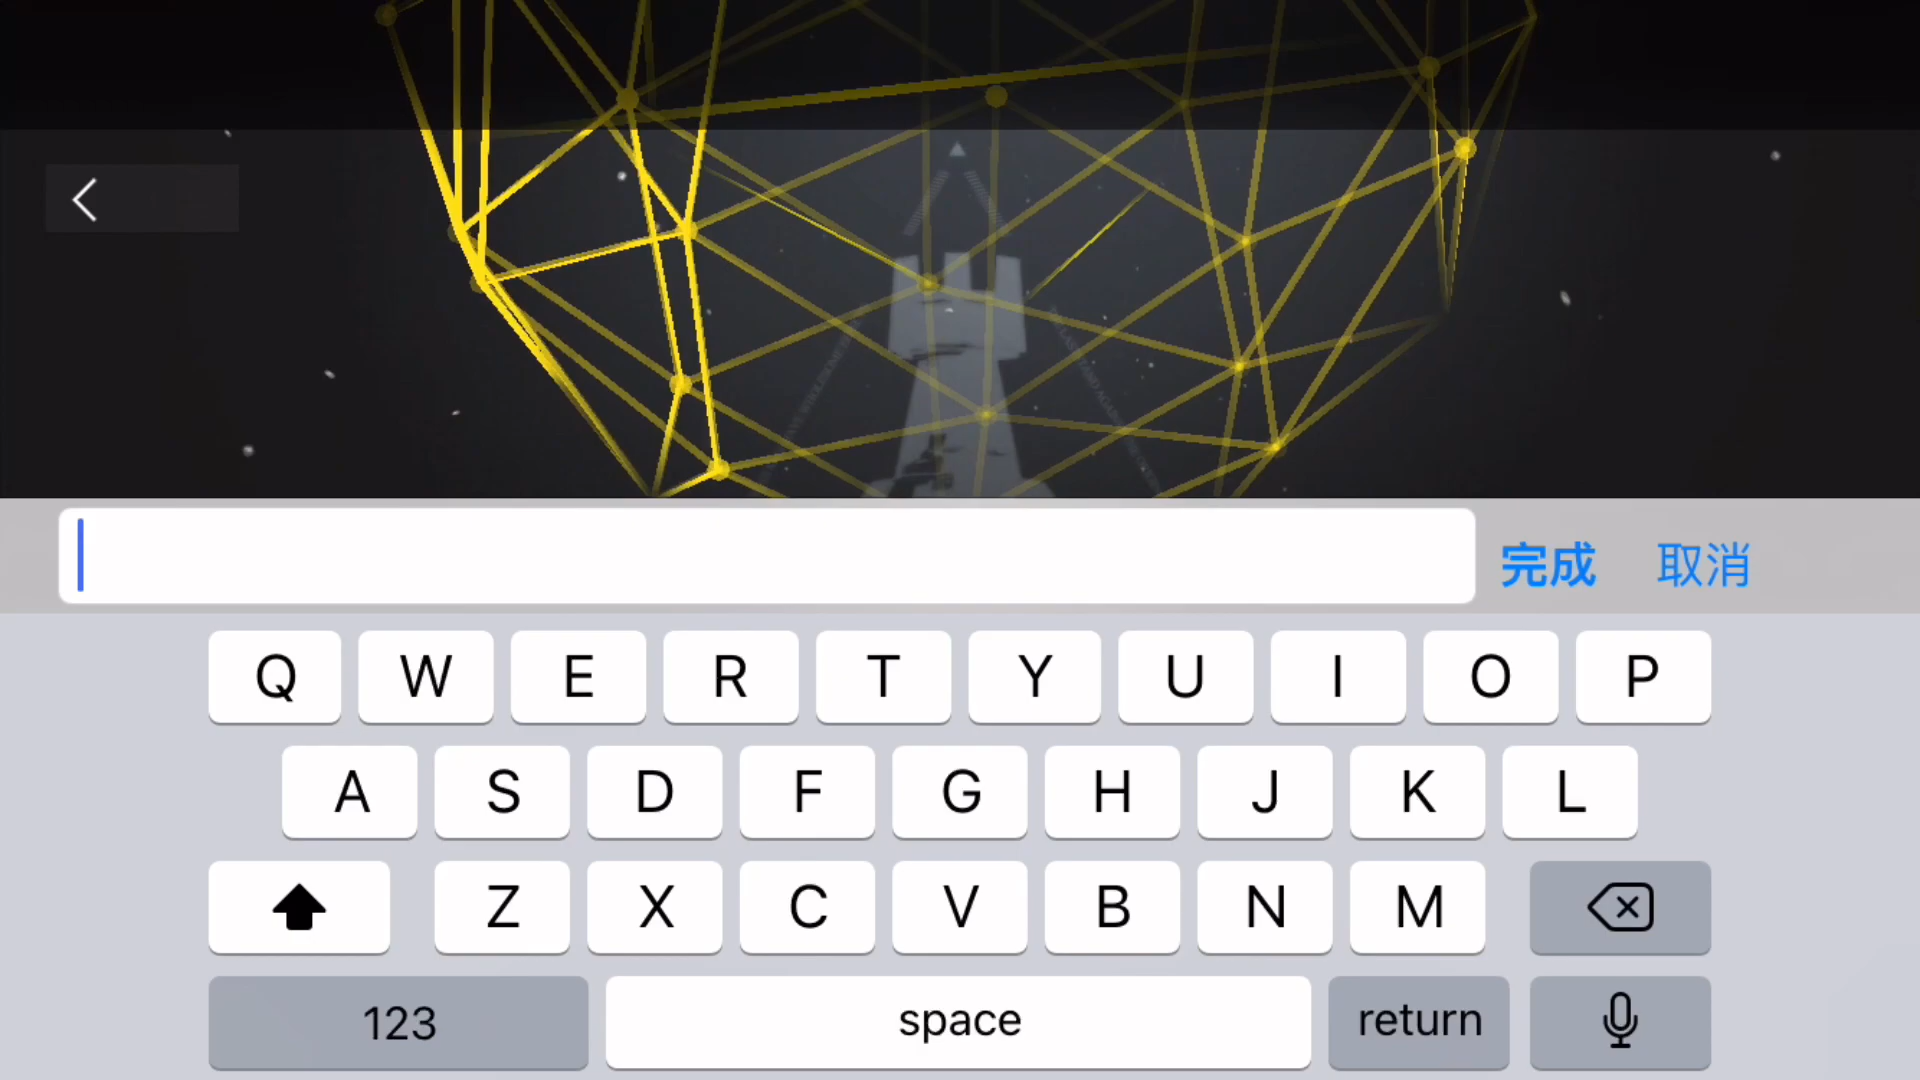 完成 取消
Q W E R T Y U I O P
A S D F G H J K L
Z X C V B N M
123 space return